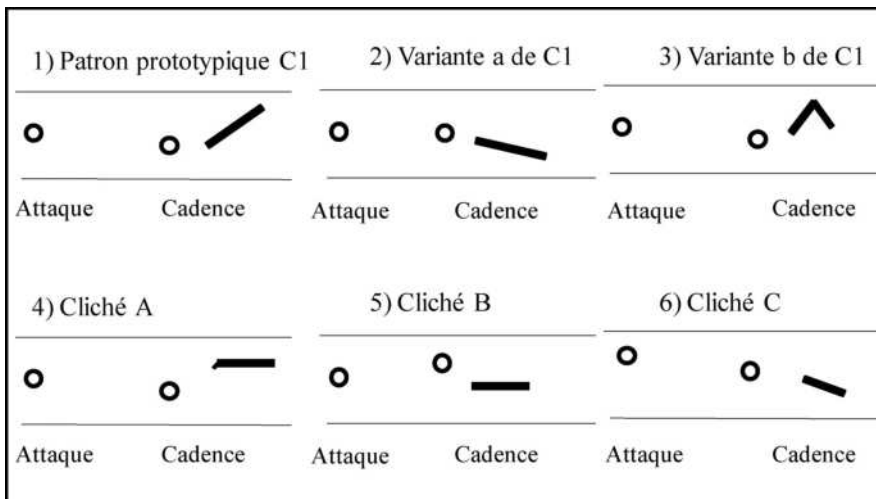 1) Patron prototypique C1
2) Variante a de C1
3) Variante b de C1
Attaque Cadence
Attaque Cadence
Attaque Cadence
4) Cliché A
5) Cliché B
6) Cliché C
Attaque Cadence
Attaque Cadence
Attaque Cadence